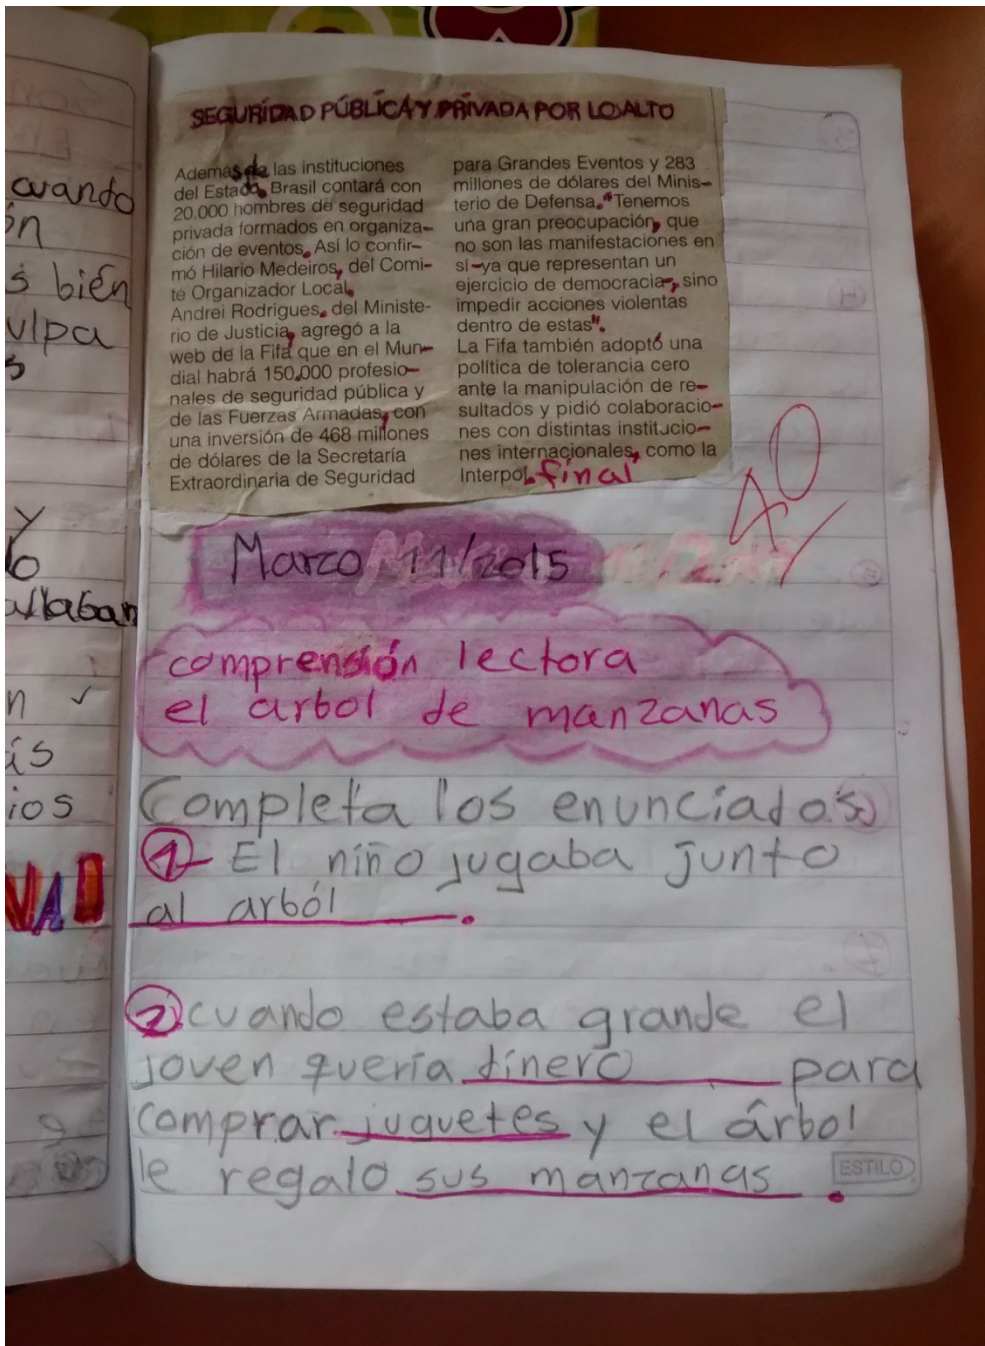 cuando
ón
s bién
ulpa
s
y
lo
allaban
n
ás
ios
VAD
SEGURIDAD PÚBLICA Y PRIVADA POR LO ALTO
Además de las instituciones
del Estado, Brasil contará con
20.000 hombres de seguridad
privada formados en organiza-
ción de eventos. Así lo confir-
mó Hilario Medeiros, del Comi-
té Organizador Local.
Andrei Rodrigues, del Ministe-
rio de Justicia, agregó a la
web de la Fifa que en el Mun-
dial habrá 150.000 profesio-
nales de seguridad pública y
de las Fuerzas Armadas, con
una inversión de 468 millones
de dólares de la Secretaría
Extraordinaria de Seguridad
para Grandes Eventos y 283
millones de dólares del Minis-
terio de Defensa. "Tenemos
una gran preocupación, que
no son las manifestaciones en
sí -ya que representan un
ejercicio de democracia-, sino
impedir acciones violentas
dentro de estas".
La Fifa también adoptó una
política de tolerancia cero
ante la manipulación de re-
sultados y pidió colaboracio-
nes con distintas institucio-
nes internacionales, como la
Interpol. final
40
Marzo 11/2015
comprensión lectora
el arbol de manzanas
Completa los enunciados
1- El niño jugaba junto
al arból.
2 cuando estaba grande el
joven quería dinero para
comprar juguetes y el árbol
le regalo sus manzanas.
ESTILO